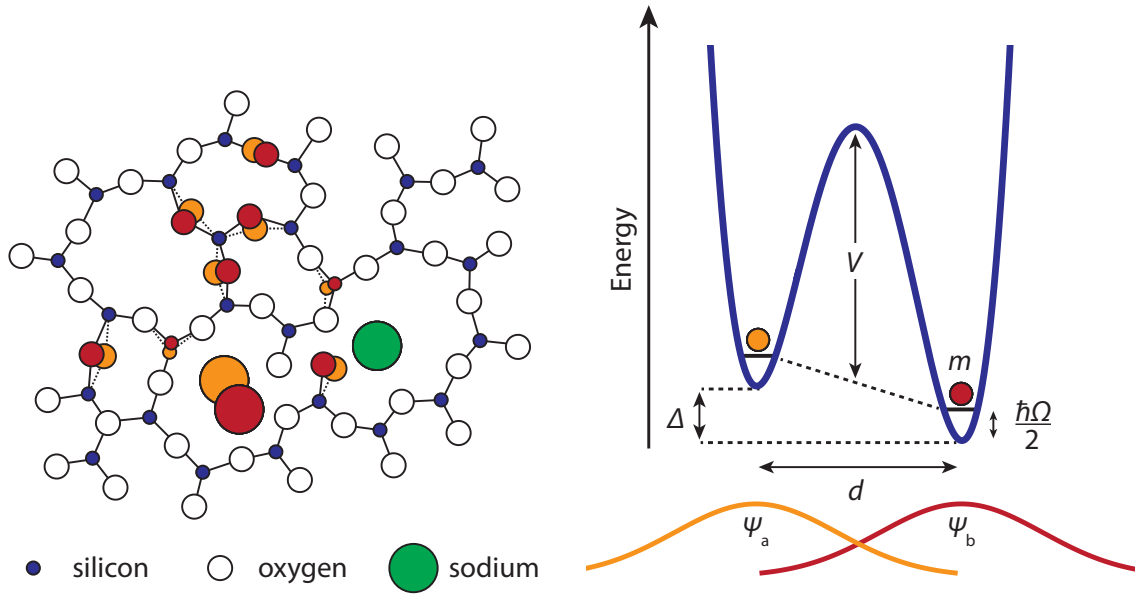 silicon
oxygen
sodium
Energy
V
m
Δ
ħΩ
2
d
ψa
ψb